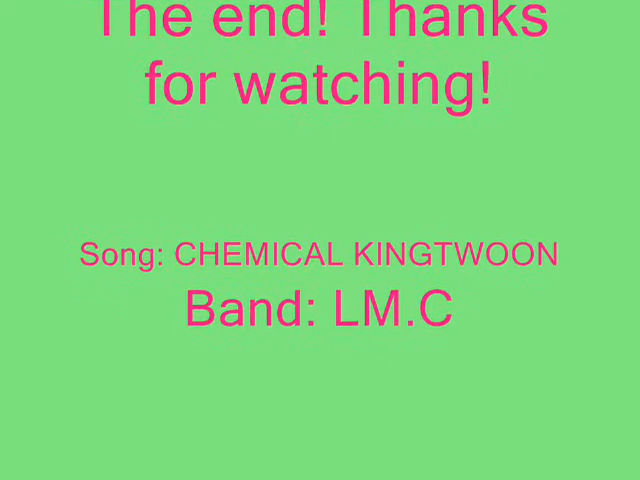 The end! Thanks
for watching!
Song: CHEMICAL KINGTWOON
Band: LM.C